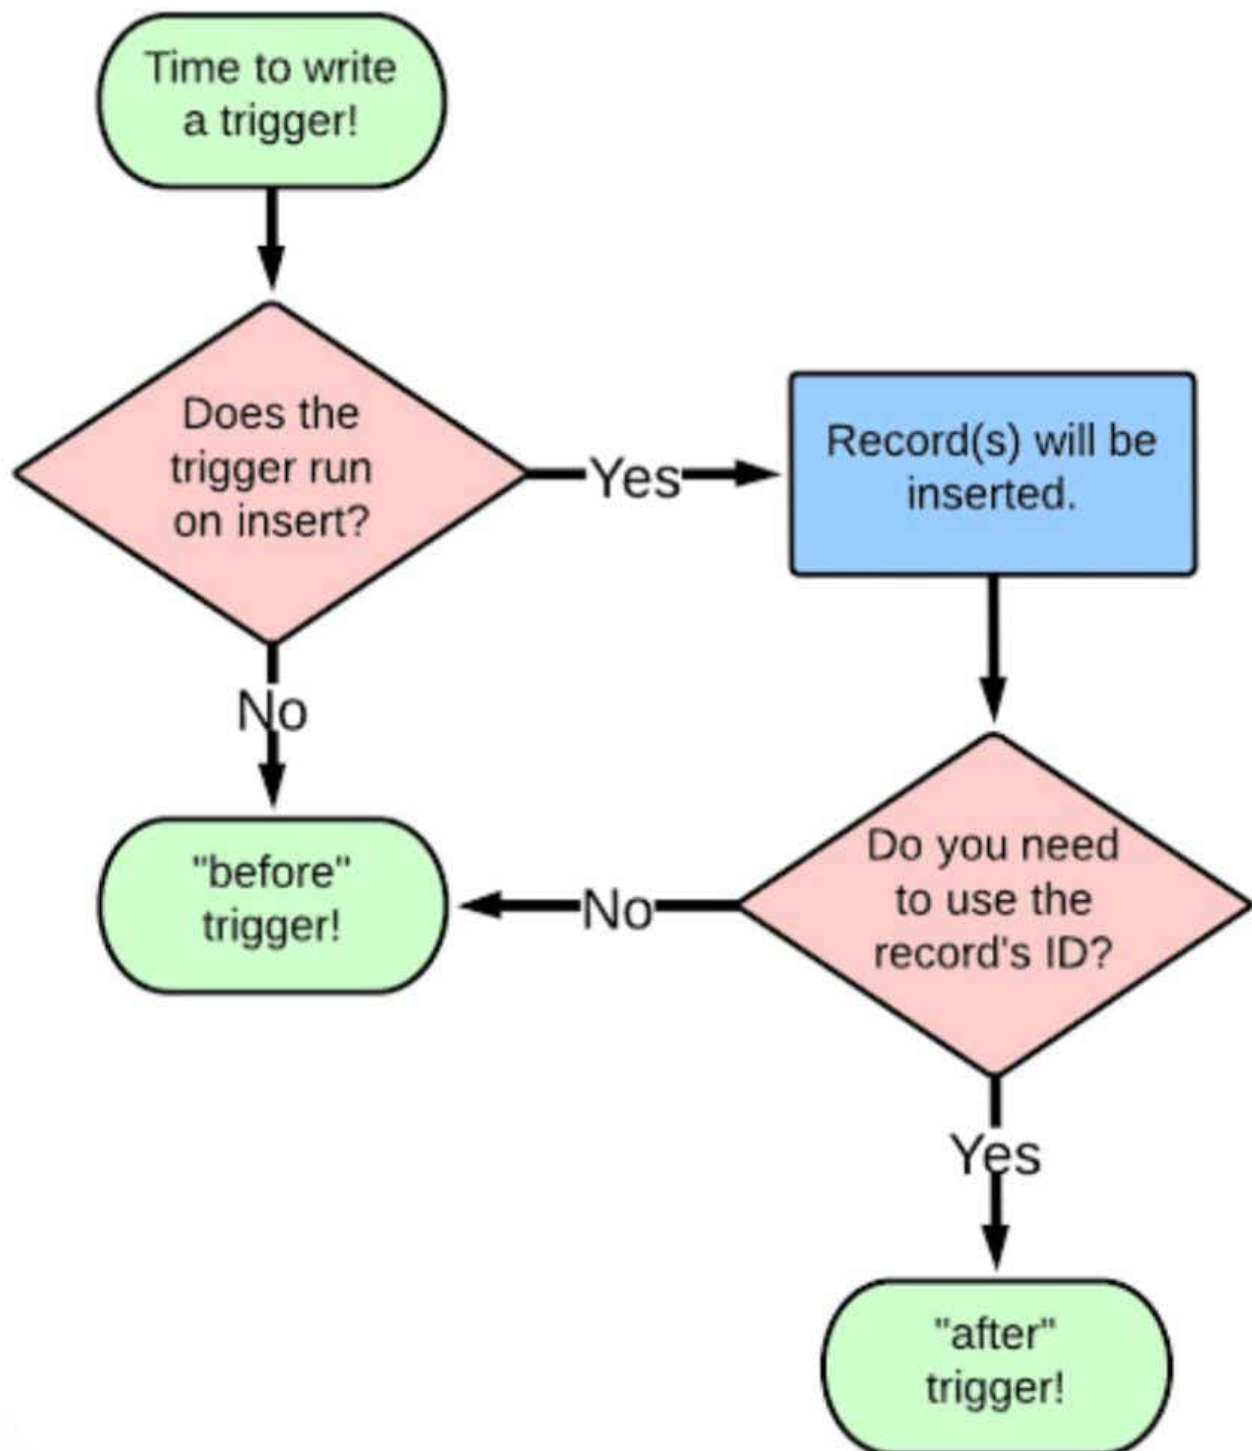 Time to write
a trigger!
Does the
trigger run
on insert?
Yes
Record(s) will be
inserted.
No
Do you need
to use the
record's ID?
No
"before"
trigger!
Yes
"after"
trigger!